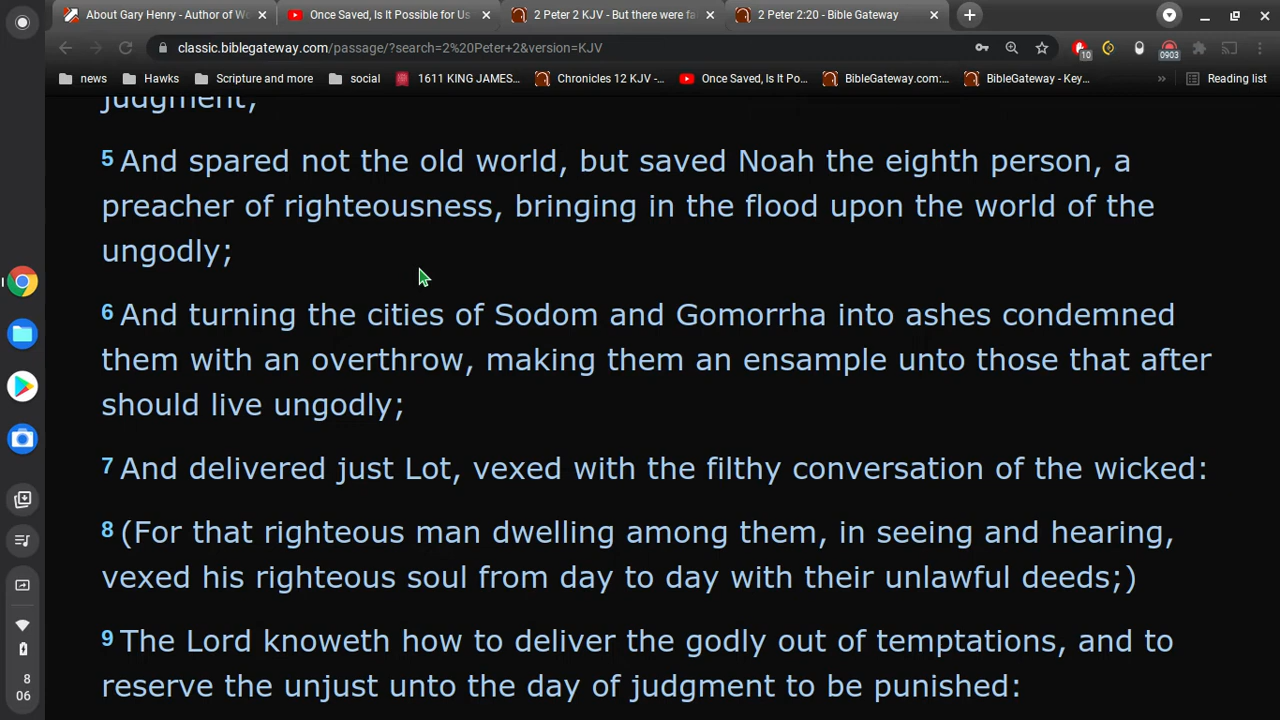 About Gary Henry - Author of Wo
Once Saved, Is It Possible for Us
2 Peter 2 KJV - But there were fa
2 Peter 2:20 - Bible Gateway
classic.biblegateway.com/passage/?search=2%20Peter+2&version=KJV
10
0903
news
Hawks
Scripture and more
social
1611 KING JAMES...
Chronicles 12 KJV -...
Once Saved, Is It Po...
BibleGateway.com:...
BibleGateway - Key...
»
Reading list
judgment;
5 And spared not the old world, but saved Noah the eighth person, a
preacher of righteousness, bringing in the flood upon the world of the
ungodly;
6 And turning the cities of Sodom and Gomorrha into ashes condemned
them with an overthrow, making them an ensample unto those that after
should live ungodly;
7 And delivered just Lot, vexed with the filthy conversation of the wicked:
8 (For that righteous man dwelling among them, in seeing and hearing,
vexed his righteous soul from day to day with their unlawful deeds;)
9 The Lord knoweth how to deliver the godly out of temptations, and to
reserve the unjust unto the day of judgment to be punished:
8
06